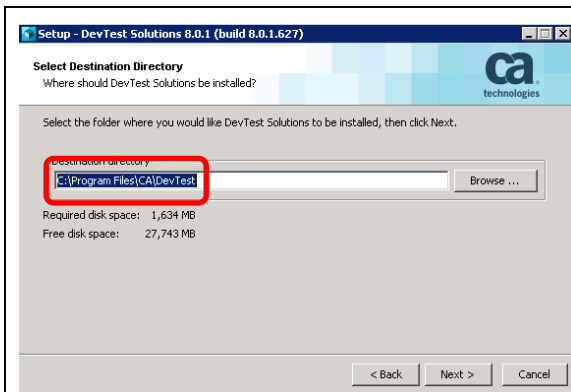 Setup - DevTest Solutions 8.0.1 (build 8.0.1.627)
Select Destination Directory
Where should DevTest Solutions be installed?
ca
technologies
Select the folder where you would like DevTest Solutions to be installed, then click Next.
Destination directory
C:\Program Files\CA\DevTest
Browse ...
Required disk space: 1,634 MB
Free disk space: 27,743 MB
< Back Next > Cancel